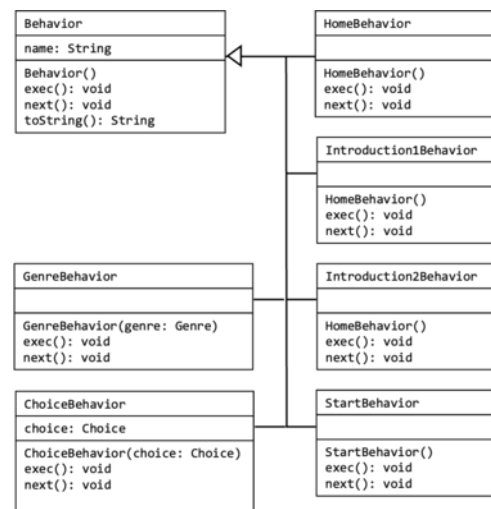 Behavior
name: String
Behavior()
exec(): void
next(): void
toString(): String
HomeBehavior
HomeBehavior()
exec(): void
next(): void
Introduction1Behavior
HomeBehavior()
exec(): void
next(): void
GenreBehavior
GenreBehavior(genre: Genre)
exec(): void
next(): void
Introduction2Behavior
HomeBehavior()
exec(): void
next(): void
ChoiceBehavior
choice: Choice
ChoiceBehavior(choice: Choice)
exec(): void
next(): void
StartBehavior
StartBehavior()
exec(): void
next(): void